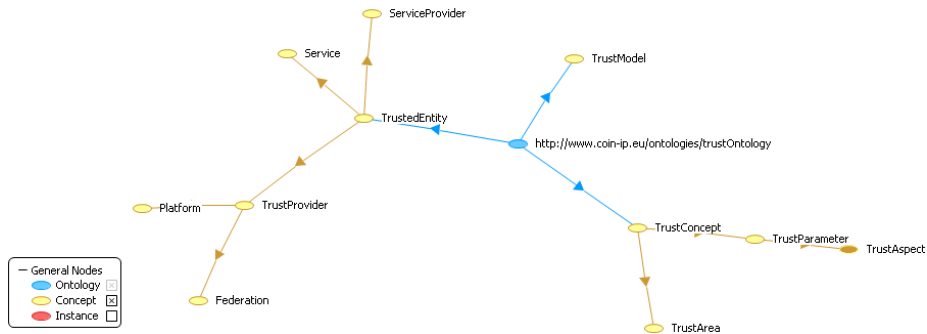 ServiceProvider
Service
TrustModel
TrustedEntity
http://www.coin-ip.eu/ontologies/trustOntology
Platform
TrustProvider
TrustConcept
TrustParameter
TrustAspect
Federation
TrustArea
General Nodes
Ontology
Concept
Instance